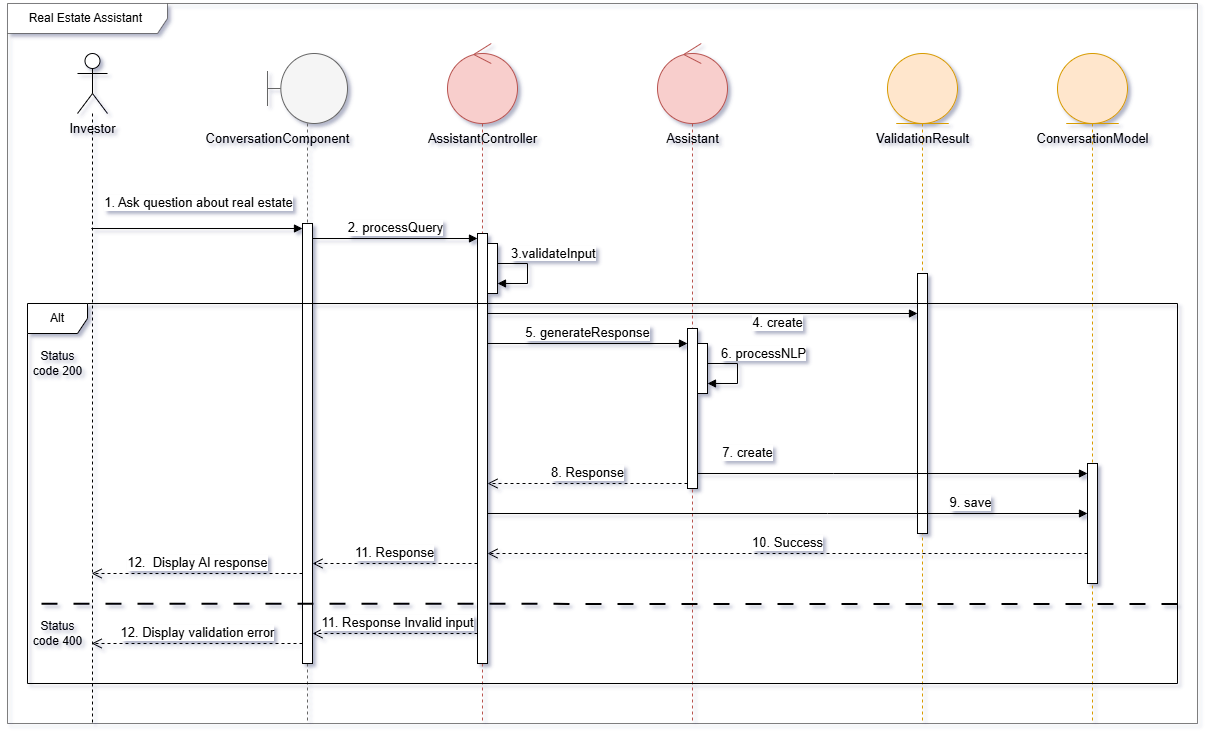 Real Estate Assistant
Investor
ConversationComponent
AssistantController
Assistant
ValidationResult
ConversationModel
1. Ask question about real estate
2. processQuery
3.validateInput
Alt
4. create
5. generateResponse
Status
code 200
6. processNLP
7. create
8. Response
9. save
10. Success
11. Response
12. Display AI response
Status
code 400
11. Response Invalid input
12. Display validation error